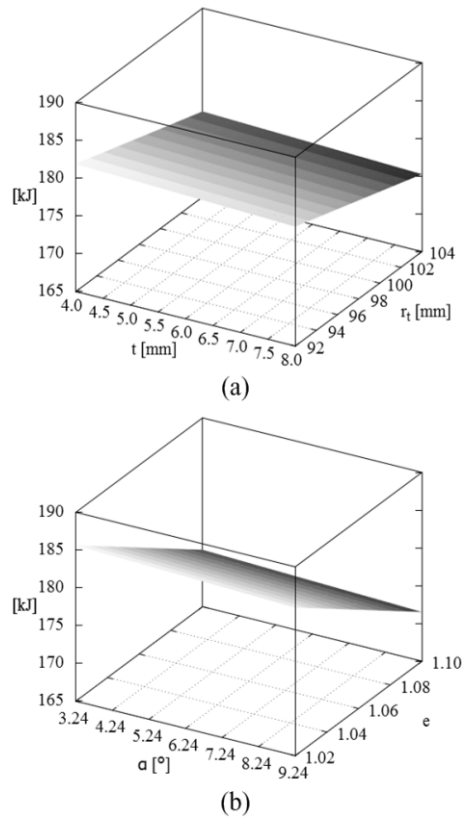 190
185
180
[kJ]
175
170
165
4.0 4.5 5.0 5.5 6.0 6.5 7.0 7.5 8.0
t [mm]
92 94 96 98 100 102 104
rt [mm]
(a)
190
185
180
[kJ]
175
170
165
3.24 4.24 5.24 6.24 7.24 8.24 9.24
α [°]
1.02 1.04 1.06 1.08 1.10
e
(b)